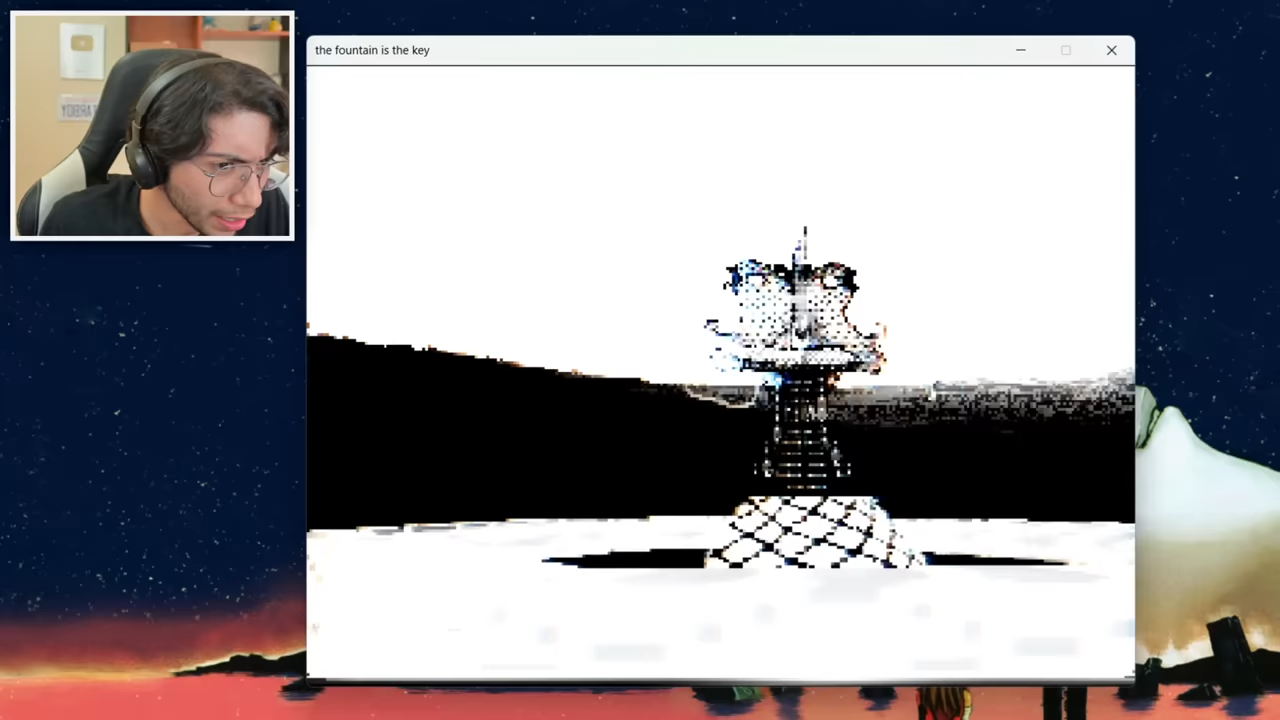 the fountain is the key